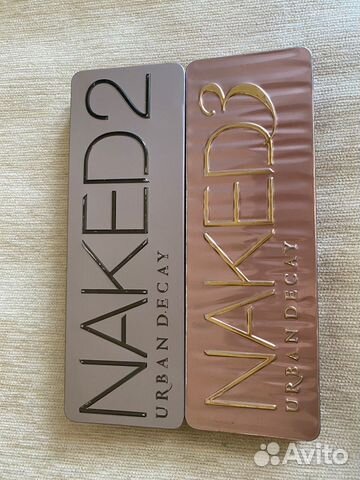 NAKED2
URBAN DECAY
NAKED3
URBAN DECAY
Avito